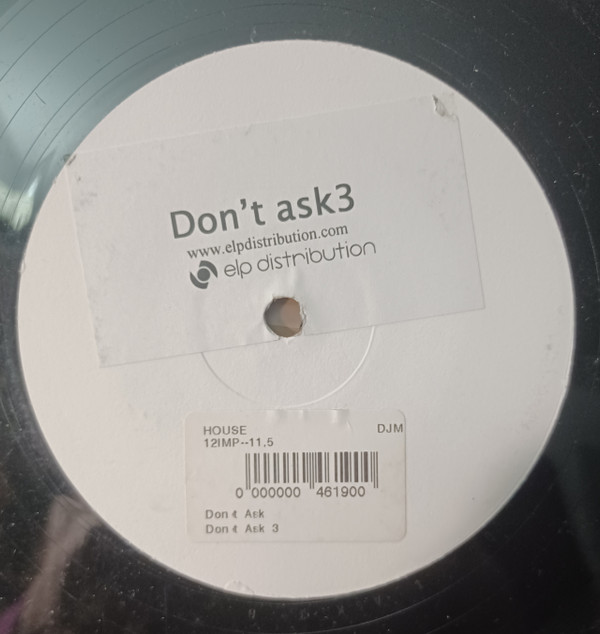 Don't ask3
www.elpdistribution.com
elp distribution
HOUSE DJM
12IMP--11.5
0 000000 461900
Don t Ask
Don t Ask 3